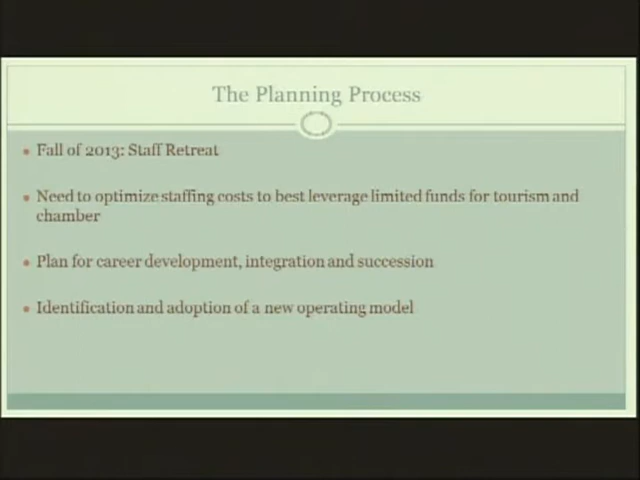 The Planning Process
Fall of 2013: Staff Retreat
Need to optimize staffing costs to best leverage limited funds for tourism and
chamber
Plan for career development, integration and succession
Identification and adoption of a new operating model